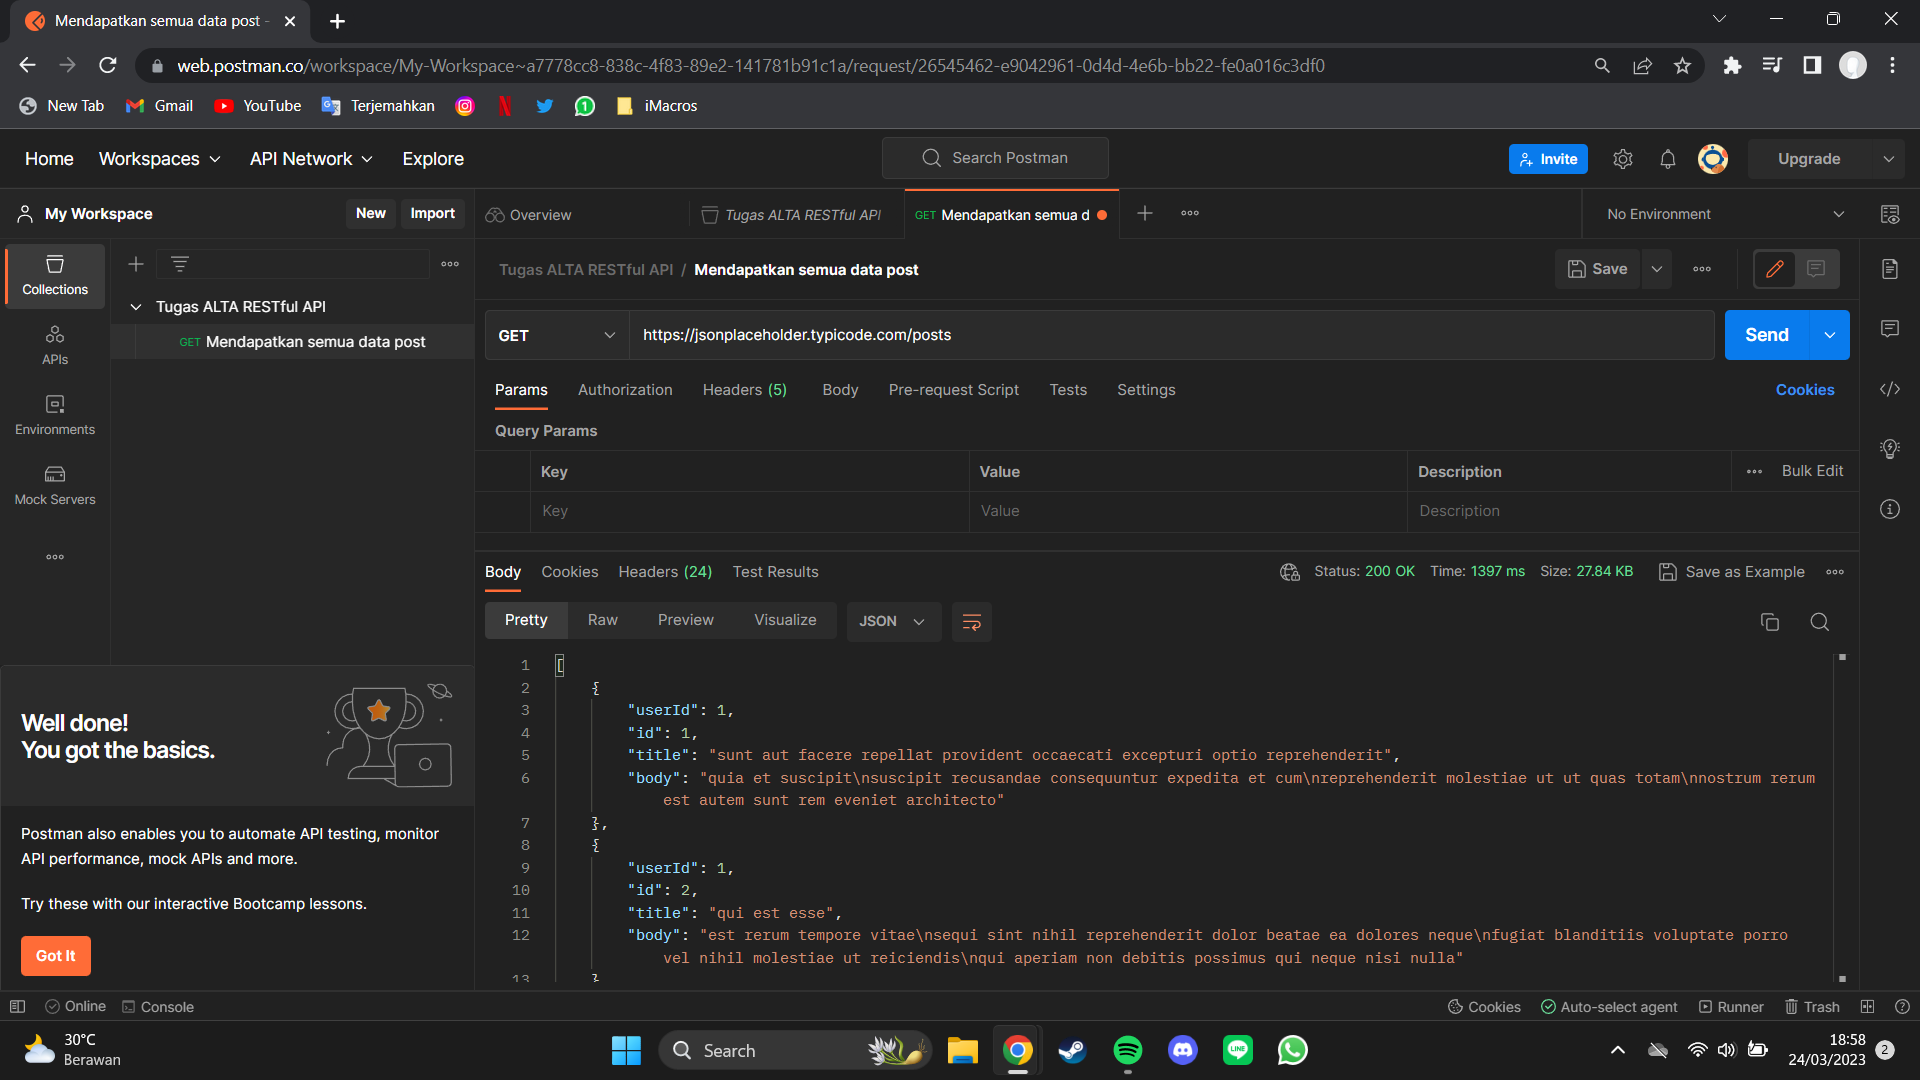 Mendapatkan semua data post -
web.postman.co/workspace/My-Workspace~a7778cc8-838c-4f83-89e2-141781b91c1a/request/26545462-e9042961-0d4d-4e6b-bb22-fe0a016c3df0
New Tab Gmail YouTube Terjemahkan iMacros
Home Workspaces API Network Explore Search Postman Invite Upgrade
My Workspace New Import
Overview Tugas ALTA RESTful API GET Mendapatkan semua d No Environment
Collections
APIs
Environments
Mock Servers
Tugas ALTA RESTful API
GET Mendapatkan semua data post
Tugas ALTA RESTful API / Mendapatkan semua data post Save
GET https://jsonplaceholder.typicode.com/posts Send
Params Authorization Headers (5) Body Pre-request Script Tests Settings Cookies
Query Params
Key Value Description Bulk Edit
Key Value Description
Body Cookies Headers (24) Test Results Status: 200 OK Time: 1397 ms Size: 27.84 KB Save as Example
Pretty Raw Preview Visualize JSON
1 [
2 {
3 "userId": 1,
4 "id": 1,
5 "title": "sunt aut facere repellat provident occaecati excepturi optio reprehenderit",
6 "body": "quia et suscipit\nsuscipit recusandae consequuntur expedita et cum\nreprehenderit molestiae ut ut quas totam\nnostrum rerum
est autem sunt rem eveniet architecto"
7 },
8 {
9 "userId": 1,
10 "id": 2,
11 "title": "qui est esse",
12 "body": "est rerum tempore vitae\nsequi sint nihil reprehenderit dolor beatae ea dolores neque\nfugiat blanditiis voluptate porro
vel nihil molestiae ut reiciendis\nqui aperiam non debitis possimus qui neque nisi nulla"
13 }
Well done!
You got the basics.
Postman also enables you to automate API testing, monitor
API performance, mock APIs and more.
Try these with our interactive Bootcamp lessons.
Got It
Online Console Cookies Auto-select agent Runner Trash
30°C
Berawan
Search
LINE
18:58
24/03/2023
2